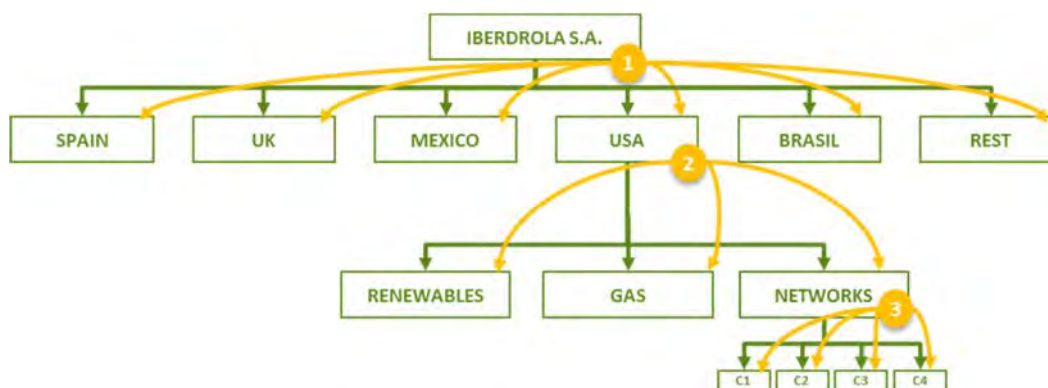 IBERDROLA S.A.
1
SPAIN UK MEXICO USA BRASIL REST
2
RENEWABLES GAS NETWORKS
3
C1 C2 C3 C4